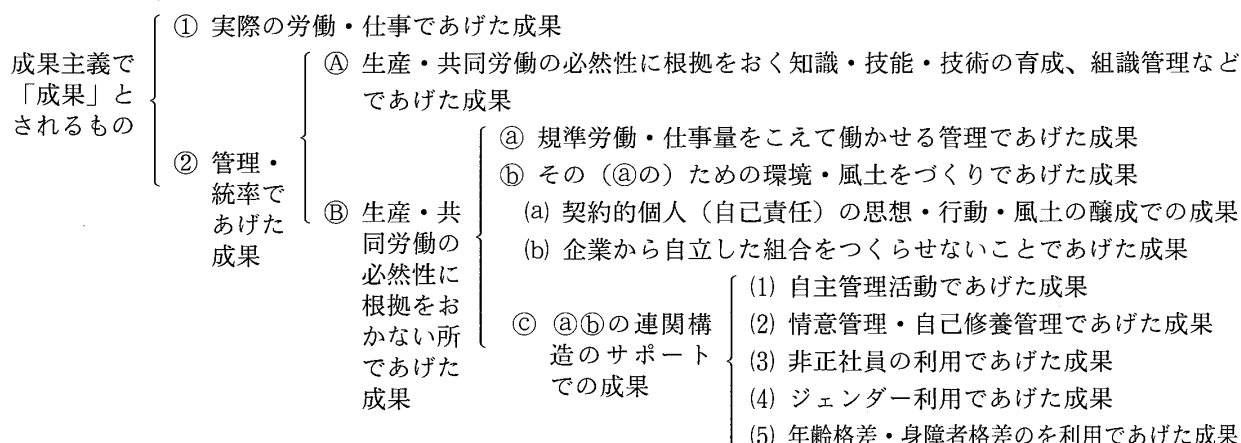 ① 実際の労働・仕事であげた成果
成果主義で
「成果」と
されるもの
Ⓐ 生産・共同労働の必然性に根拠をおく知識・技能・技術の育成、組識管理など
であげた成果
② 管理・
統率で
あげた
成果
Ⓑ 生産・共
同労働の
必然性に
根拠をお
かない所
であげた
成果
ⓐ 規準労働・仕事量をこえて働かせる管理であげた成果
ⓑ その（ⓐの）ための環境・風土をづくりであげた成果
(a) 契約的個人（自己責任）の思想・行動・風土の醸成での成果
(b) 企業から自立した組合をつくらせないことであげた成果
ⓒ ⓐⓑの連関構
造のサポート
での成果
(1) 自主管理活動であげた成果
(2) 情意管理・自己修養管理であげた成果
(3) 非正社員の利用であげた成果
(4) ジェンダー利用であげた成果
(5) 年齢格差・身障者格差のを利用であげた成果